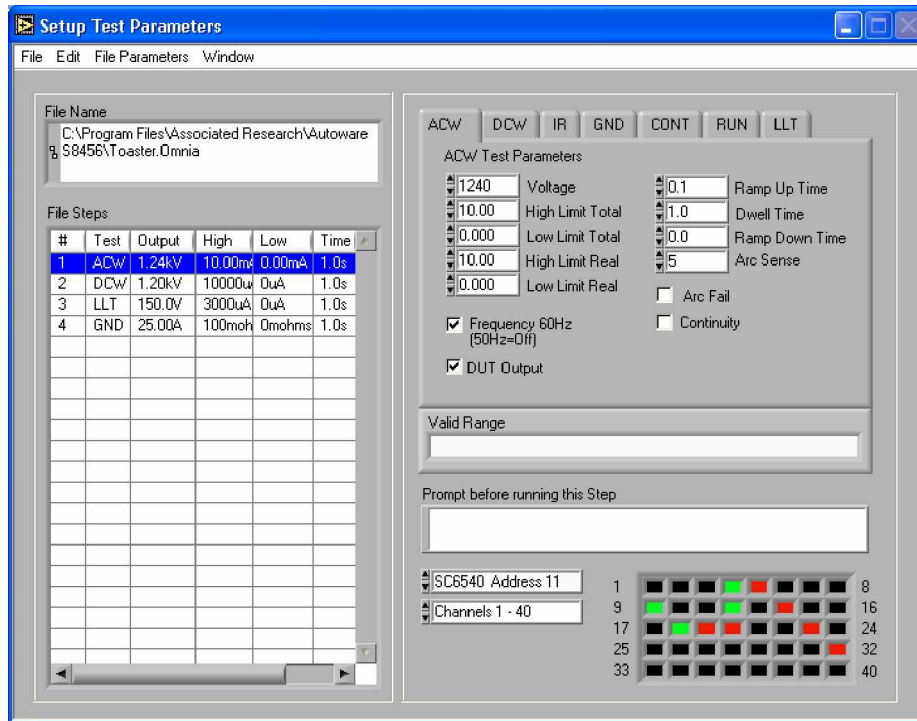 Setup Test Parameters
File Edit File Parameters Window
File Name
C:\Program Files\Associated Research\Autoware
S8456\Toaster.Omnia
File Steps
# Test Output High Low Time
1 ACW 1.24kV 10.00m 0.00mA 1.0s
2 DCW 1.20kV 10000u 0uA 1.0s
3 LLT 150.0V 3000uA 0uA 1.0s
4 GND 25.00A 100moh 0mohms 1.0s
ACW DCW IR GND CONT RUN LLT
ACW Test Parameters
1240 Voltage 0.1 Ramp Up Time
10.00 High Limit Total 1.0 Dwell Time
0.000 Low Limit Total 0.0 Ramp Down Time
10.00 High Limit Real 5 Arc Sense
0.000 Low Limit Real
Arc Fail
Frequency 60Hz Continuity
(50Hz=Off)
DUT Output
Valid Range
Prompt before running this Step
SC6540 Address 11
Channels 1 - 40
1 8
9 16
17 24
25 32
33 40